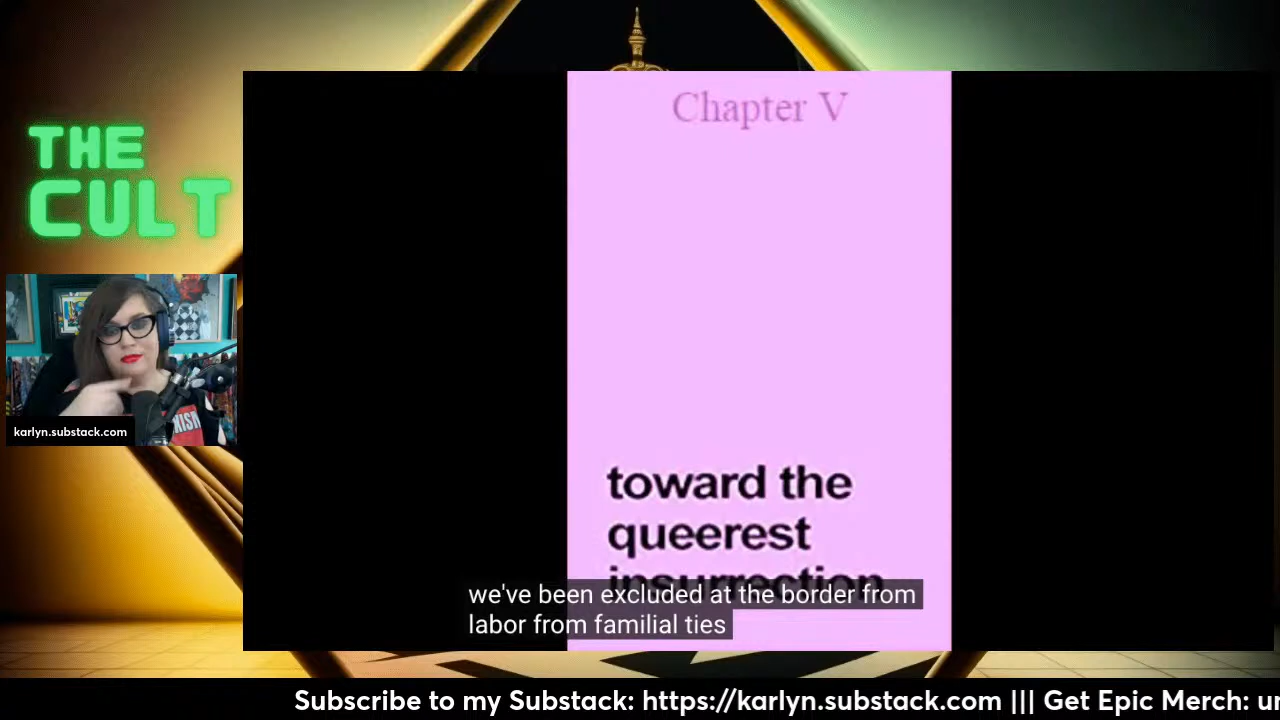 THE
CULT
karlyn.substack.com
Chapter V
toward the
queerest
insurrection
we've been excluded at the border from
labor from familial ties
Subscribe to my Substack: https://karlyn.substack.com ||| Get Epic Merch: